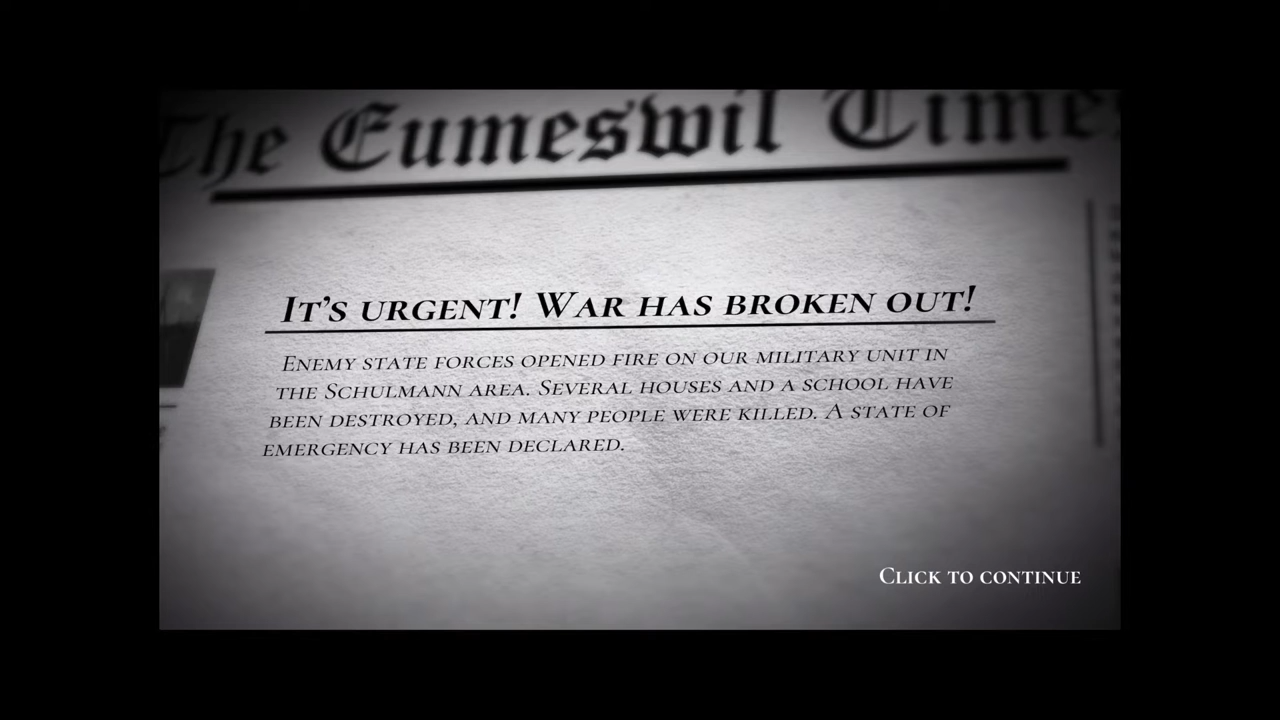 The Eumeswil Times
It's urgent! War has broken out!
Enemy state forces opened fire on our military unit in
the Schulmann area. Several houses and a school have
been destroyed, and many people were killed. A state of
emergency has been declared.
Click to continue